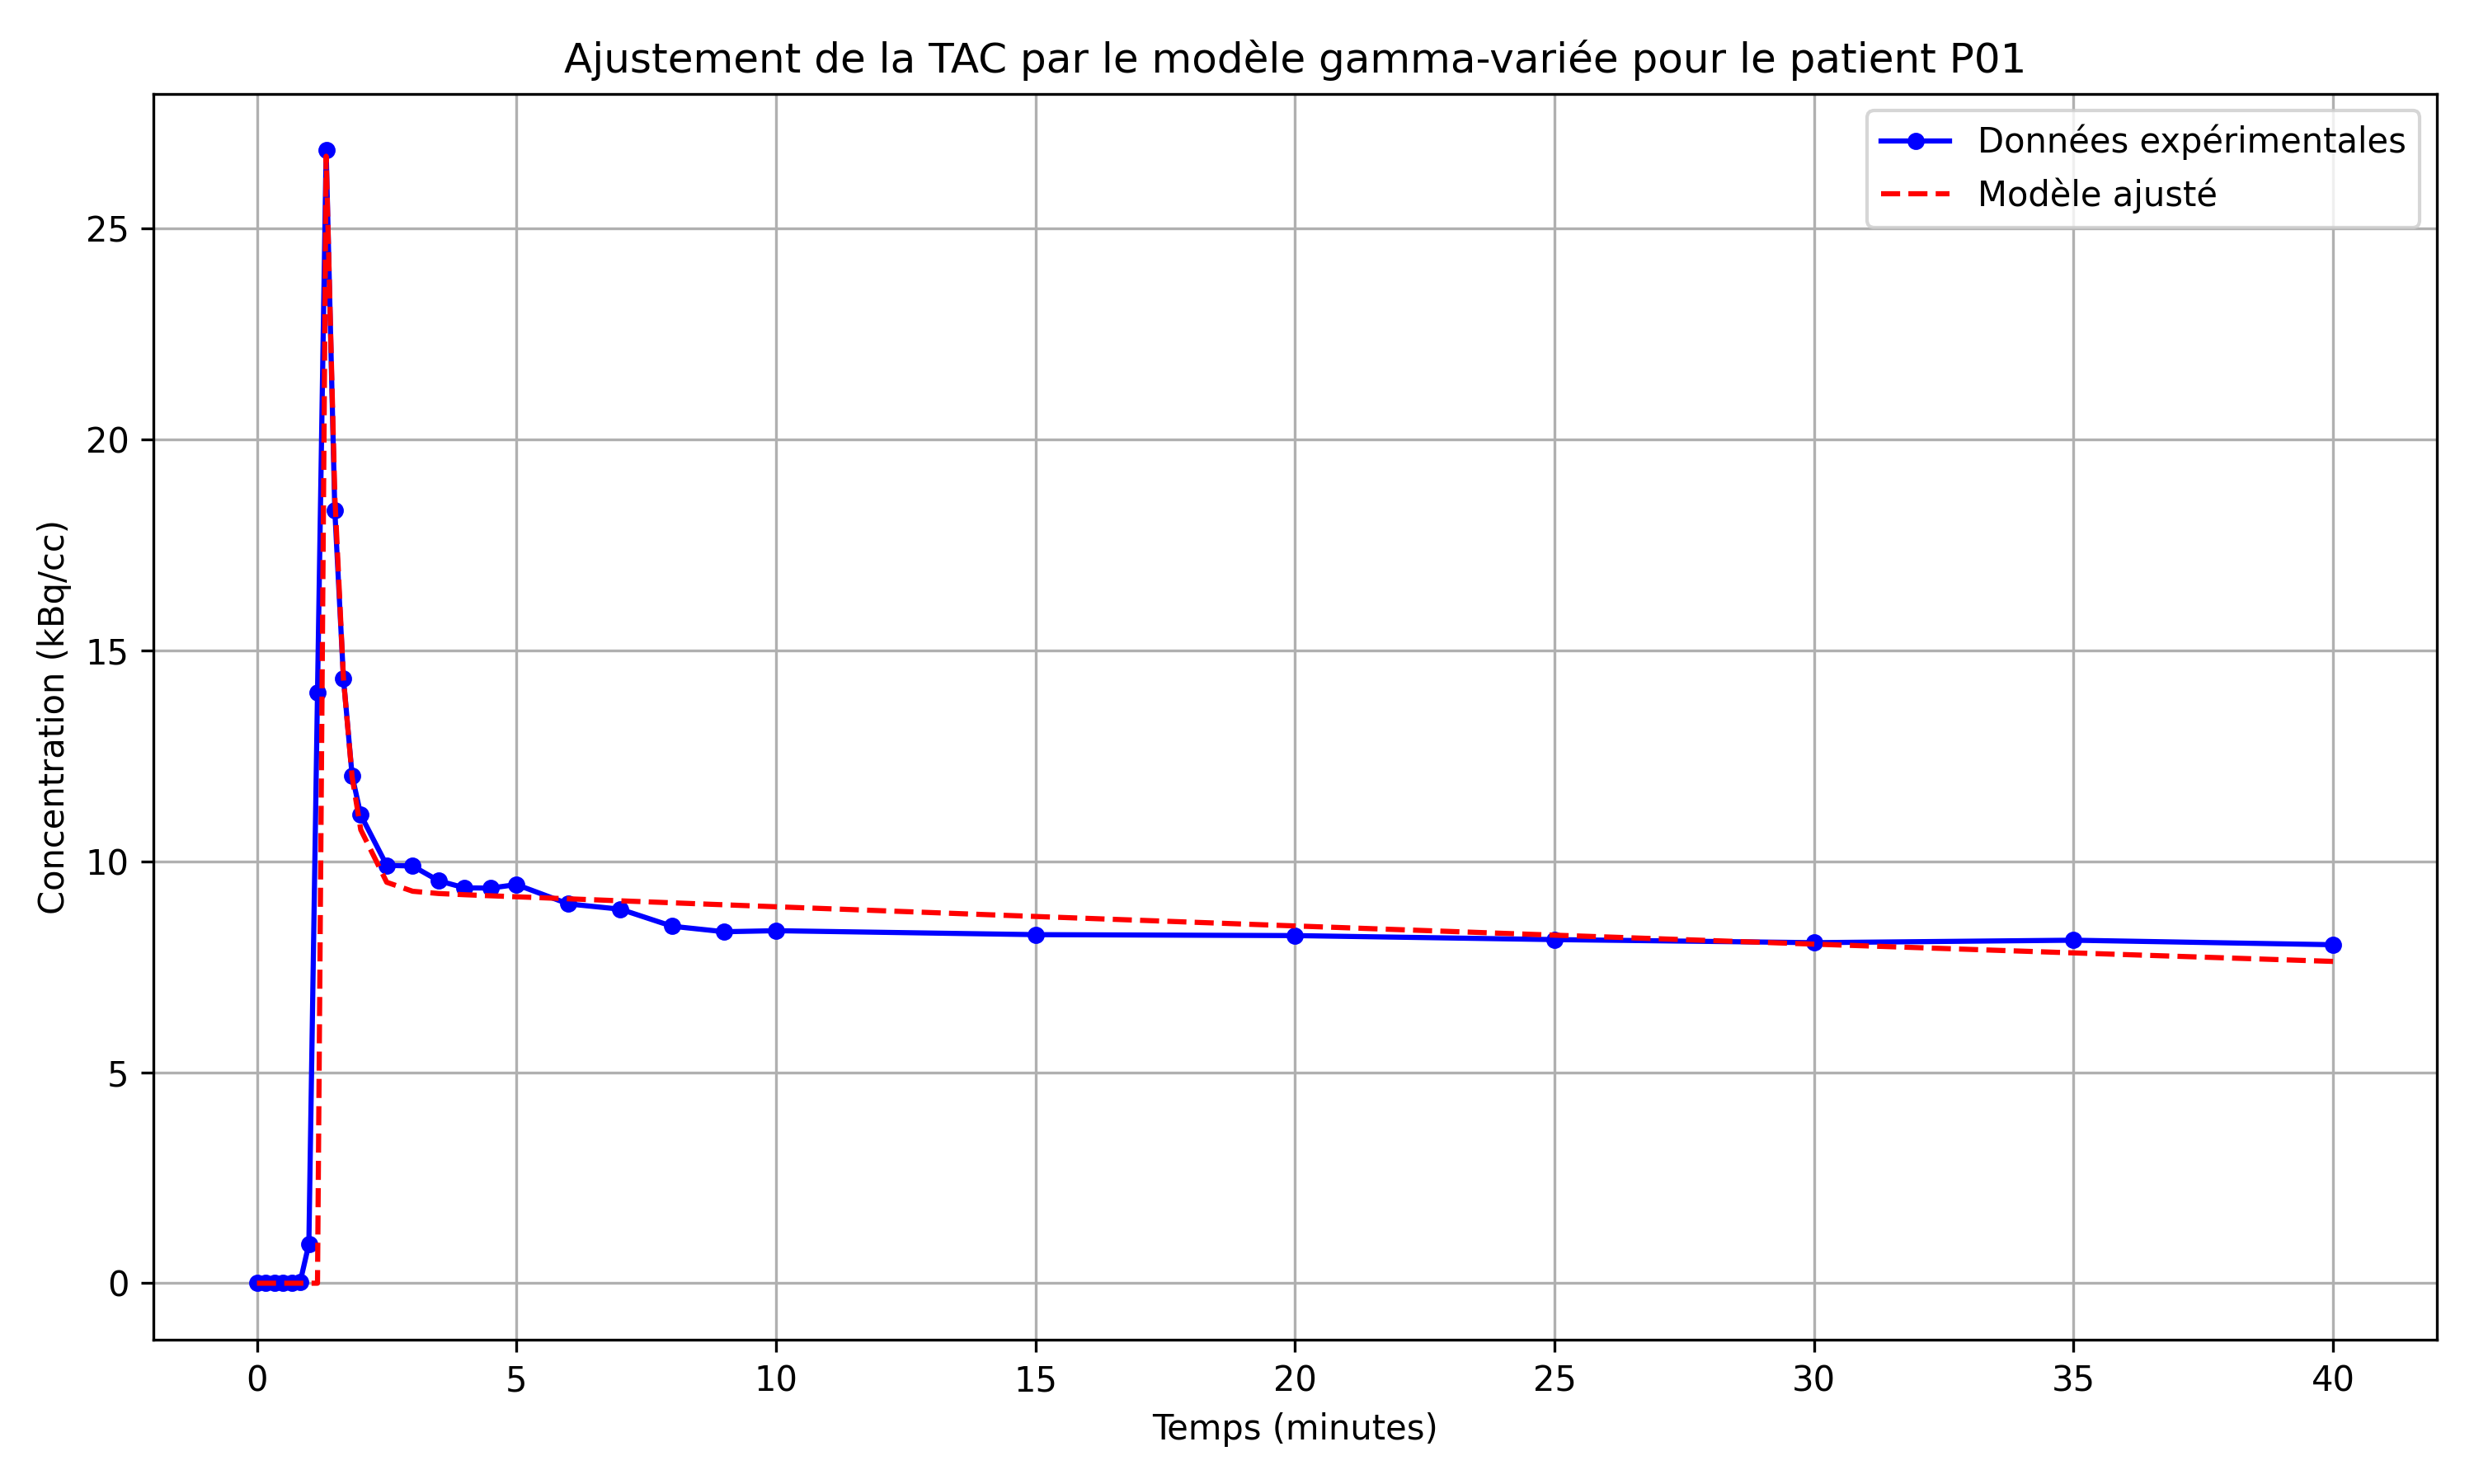 Ajustement de la TAC par le modèle gamma-variée pour le patient P01
Données expérimentales
Modèle ajusté
Concentration (kBq/cc)
25
20
15
10
5
0
0 5 10 15 20 25 30 35 40
Temps (minutes)